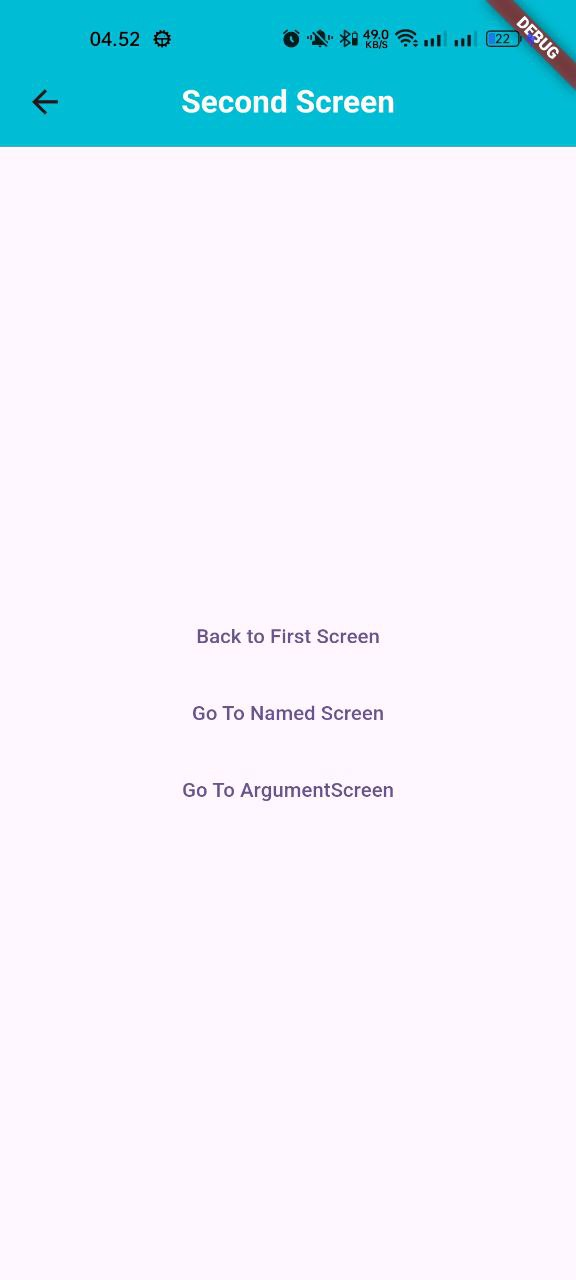 04.52
49.0
KB/S
22
DEBUG
Second Screen
Back to First Screen
Go To Named Screen
Go To ArgumentScreen